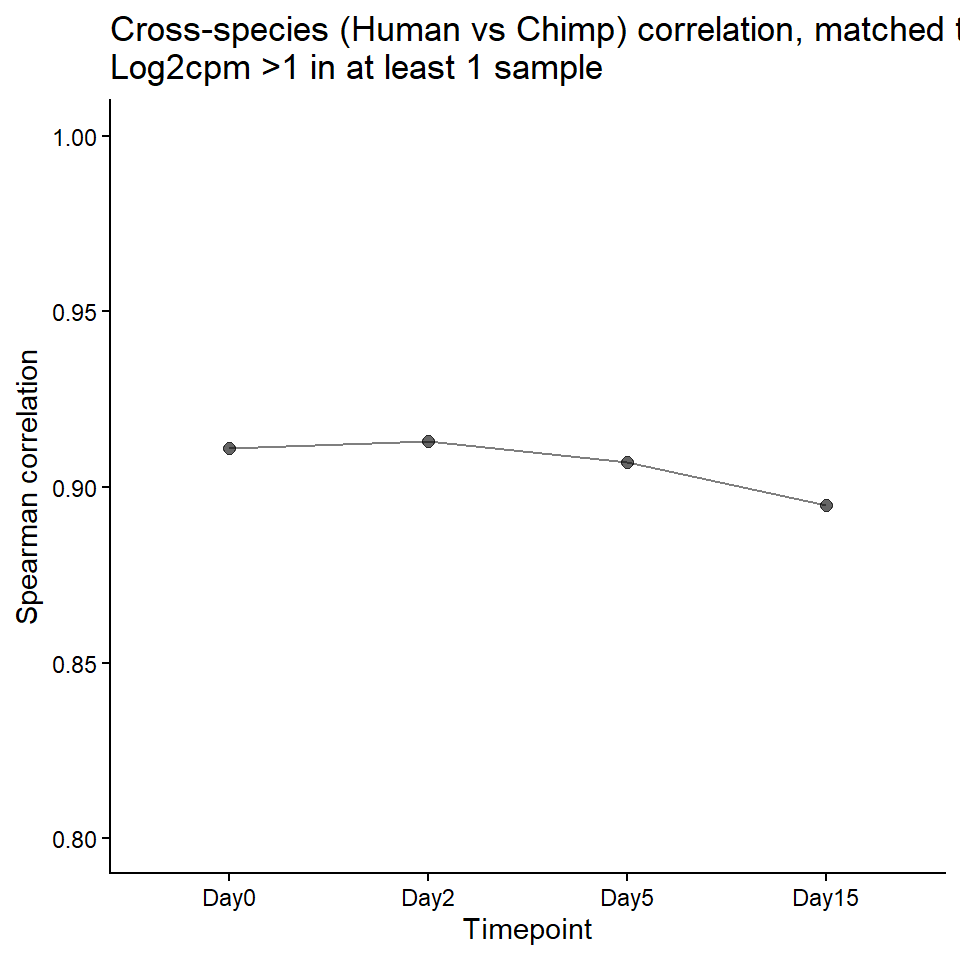 Cross-species (Human vs Chimp) correlation, matched
Log2cpm >1 in at least 1 sample
1.00
0.95
0.90
0.85
0.80
Spearman correlation
Day0 Day2 Day5 Day15
Timepoint